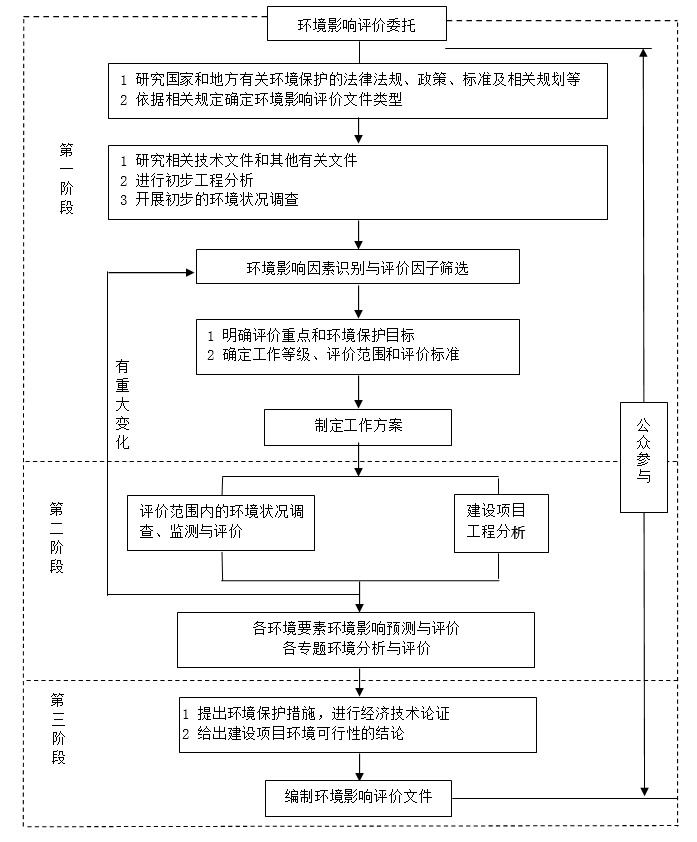 环境影响评价委托
1 研究国家和地方有关环境保护的法律法规、政策、标准及相关规划等
2 依据相关规定确定环境影响评价文件类型
第一阶段
1 研究相关技术文件和其他有关文件
2 进行初步工程分析
3 开展初步的环境状况调查
环境影响因素识别与评价因子筛选
1 明确评价重点和环境保护目标
2 确定工作等级、评价范围和评价标准
有重大变化
制定工作方案
公众参与
第二阶段
评价范围内的环境状况调
查、监测与评价
建设项目
工程分析
各环境要素环境影响预测与评价
各专题环境分析与评价
第三阶段
1 提出环境保护措施，进行经济技术论证
2 给出建设项目环境可行性的结论
编制环境影响评价文件